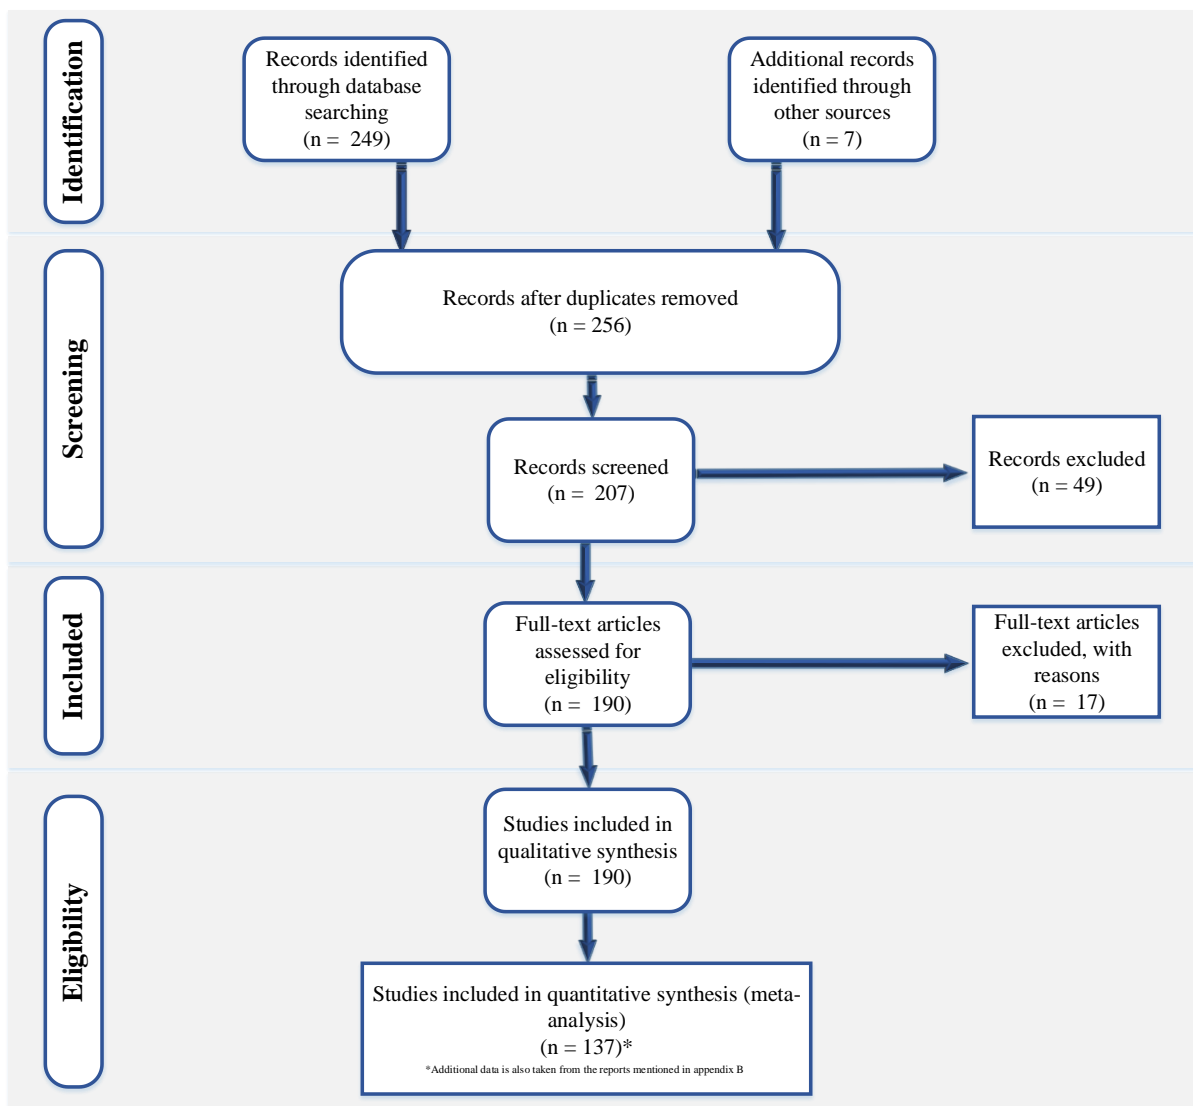 Identification
Records identified
through database
searching
(n =  249)
Additional records
identified through
other sources
(n = 7)
Screening
Records after duplicates removed
(n = 256)
Records screened
(n =  207)
Records excluded
(n = 49)
Included
Full-text articles
assessed for
eligibility
(n =  190)
Full-text articles
excluded, with
reasons
(n =  17)
Eligibility
Studies included in
qualitative synthesis
(n =  190)
Studies included in quantitative synthesis (meta-
analysis)
(n = 137)*
*Additional data is also taken from the reports mentioned in appendix B